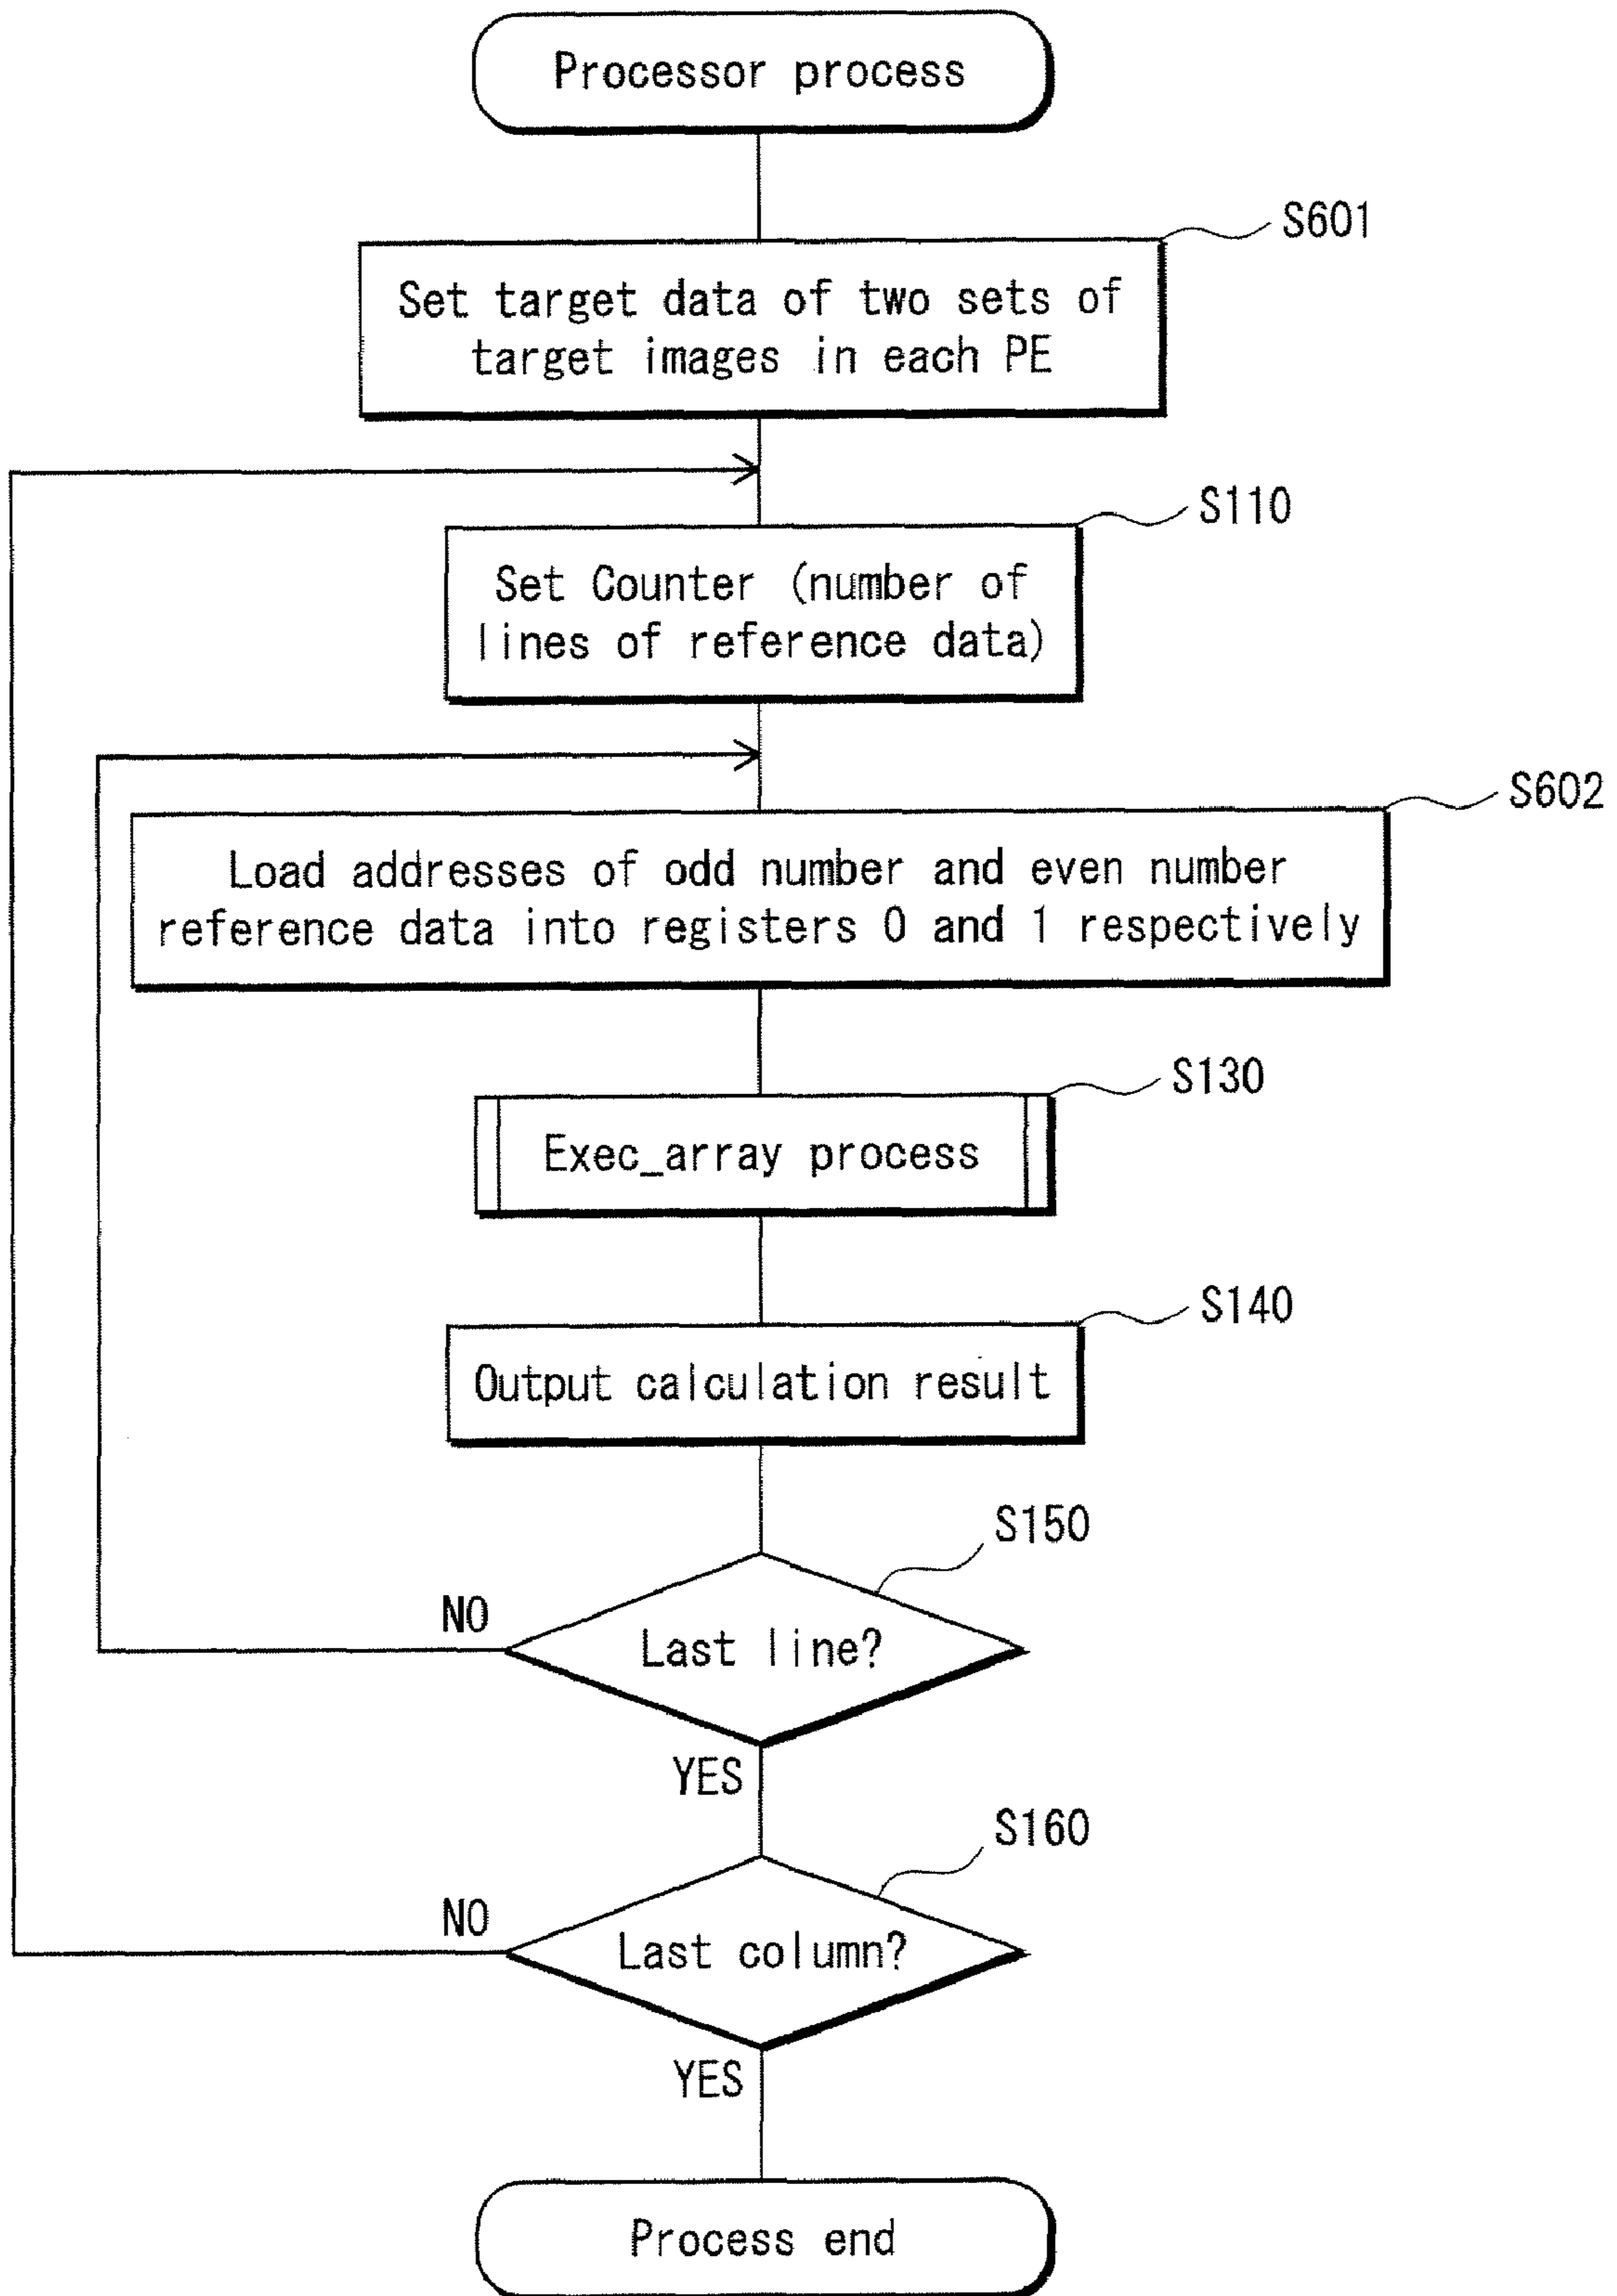 Processor process
S601
Set target data of two sets of
target images in each PE
S110
Set Counter (number of
lines of reference data)
S602
Load addresses of odd number and even number
reference data into registers 0 and 1 respectively
S130
Exec_array process
S140
Output calculation result
S150
NO
Last line?
YES
S160
NO
Last column?
YES
Process end